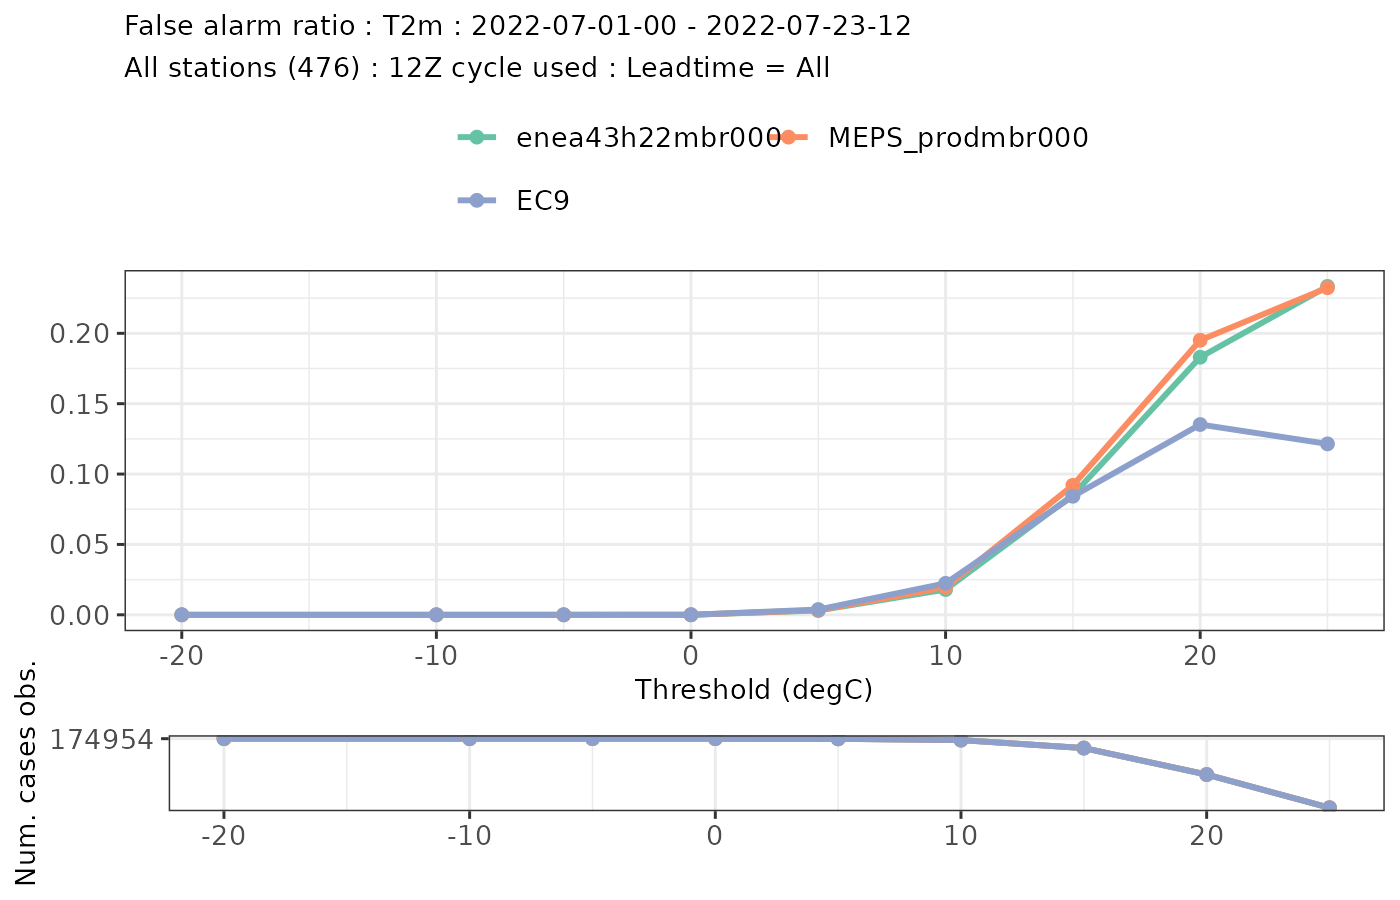 False alarm ratio : T2m : 2022-07-01-00 - 2022-07-23-12
All stations (476) : 12Z cycle used : Leadtime = All
enea43h22mbr000 MEPS_prodmbr000
EC9
0.20
0.15
0.10
0.05
0.00
-20 -10 0 10 20
Threshold (degC)
Num. cases obs.
174954
-20 -10 0 10 20